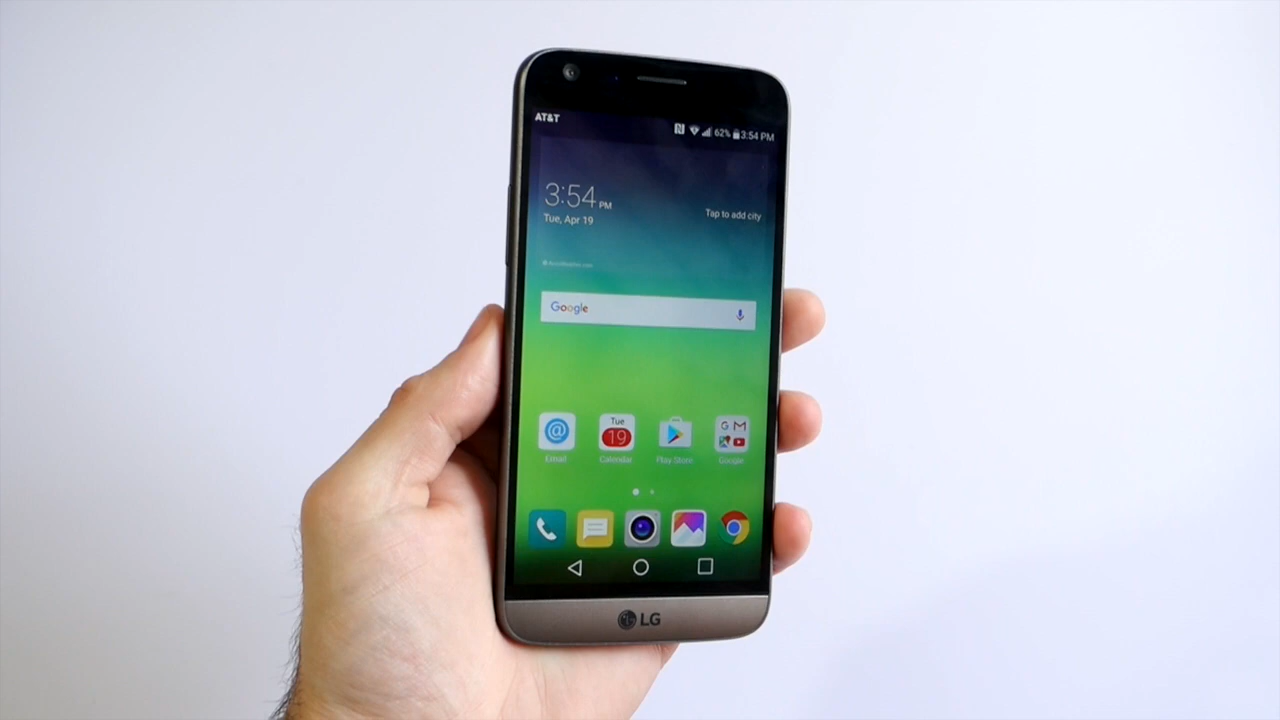 AT&T
62% 3:54 PM
3:54 PM
Tue, Apr 19
Tap to add city
Google
Tue
19
Email
Calendar
Play Store
Google
LG